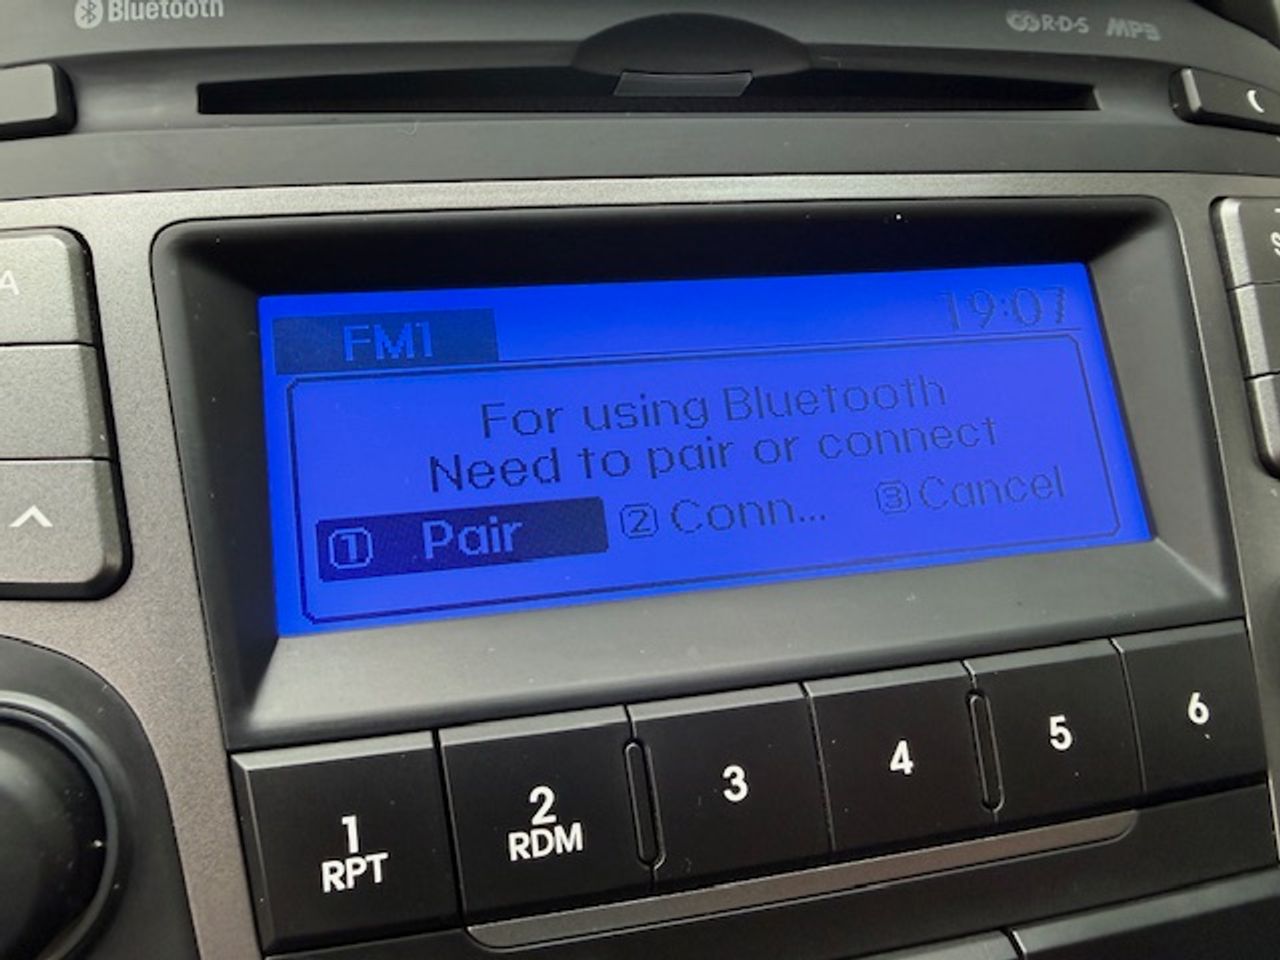 Bluetooth
R·D·S MP3
A
FM1 19:07
For using Bluetooth
Need to pair or connect
1 Pair 2 Conn... 3 Cancel
1 RPT
2 RDM
3
4
5
6